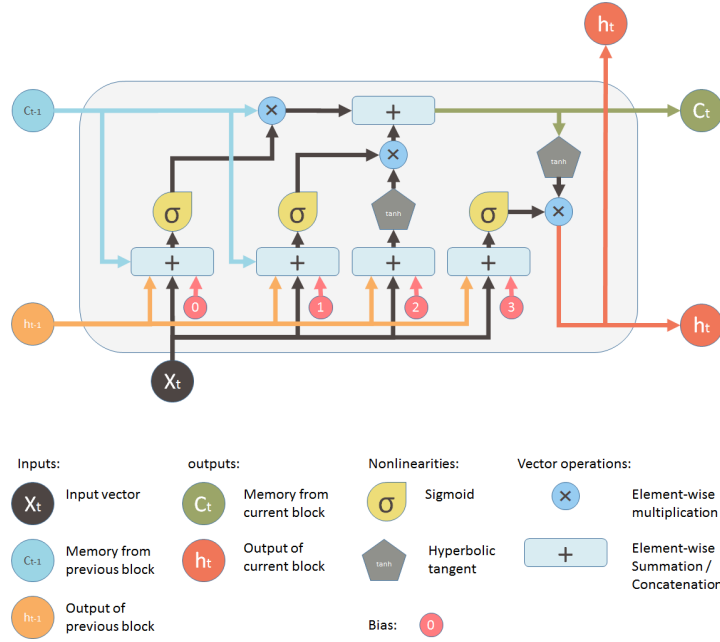 ht
Ct-1
×
+
Ct
tanh
×
σ
σ
tanh
σ
×
+
+
+
+
0
1
2
3
ht-1
ht
Xt
Inputs:
outputs:
Nonlinearities:
Vector operations:
Xt
Input vector
Ct
Memory from
current block
σ
Sigmoid
×
Element-wise
multiplication
Ct-1
Memory from
previous block
ht
Output of
current block
tanh
Hyperbolic
tangent
+
Element-wise
Summation /
Concatenation
ht-1
Output of
previous block
Bias:
0